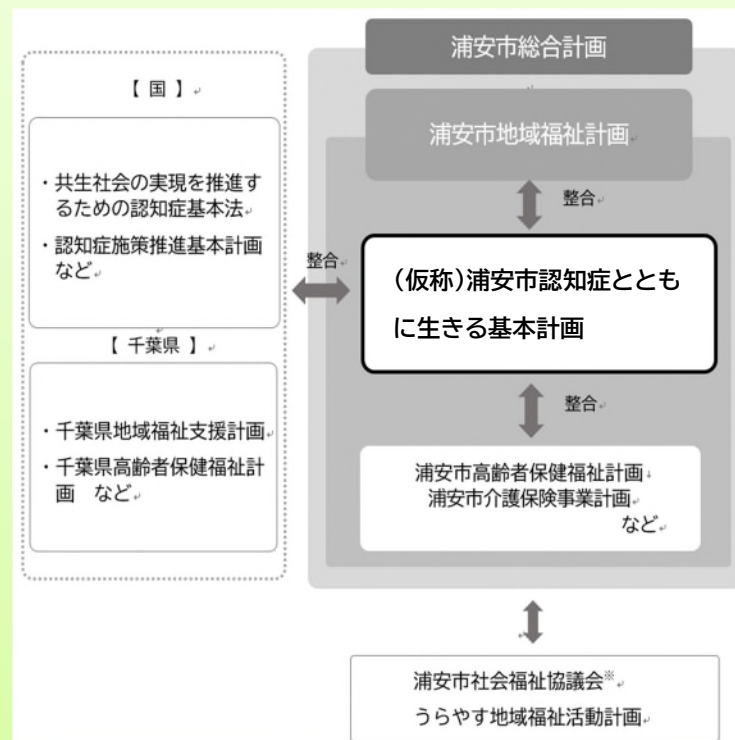 浦安市総合計画
浦安市地域福祉計画
整合
(仮称)浦安市認知症ととも
に生きる基本計画
整合
浦安市高齢者保健福祉計画
浦安市介護保険事業計画
など
【 国 】
・共生社会の実現を推進す
るための認知症基本法
・認知症施策推進基本計画
など
整合
【 千葉県 】
・千葉県地域福祉支援計画
・千葉県高齢者保健福祉計
画 など
浦安市社会福祉協議会※
うらやす地域福祉活動計画